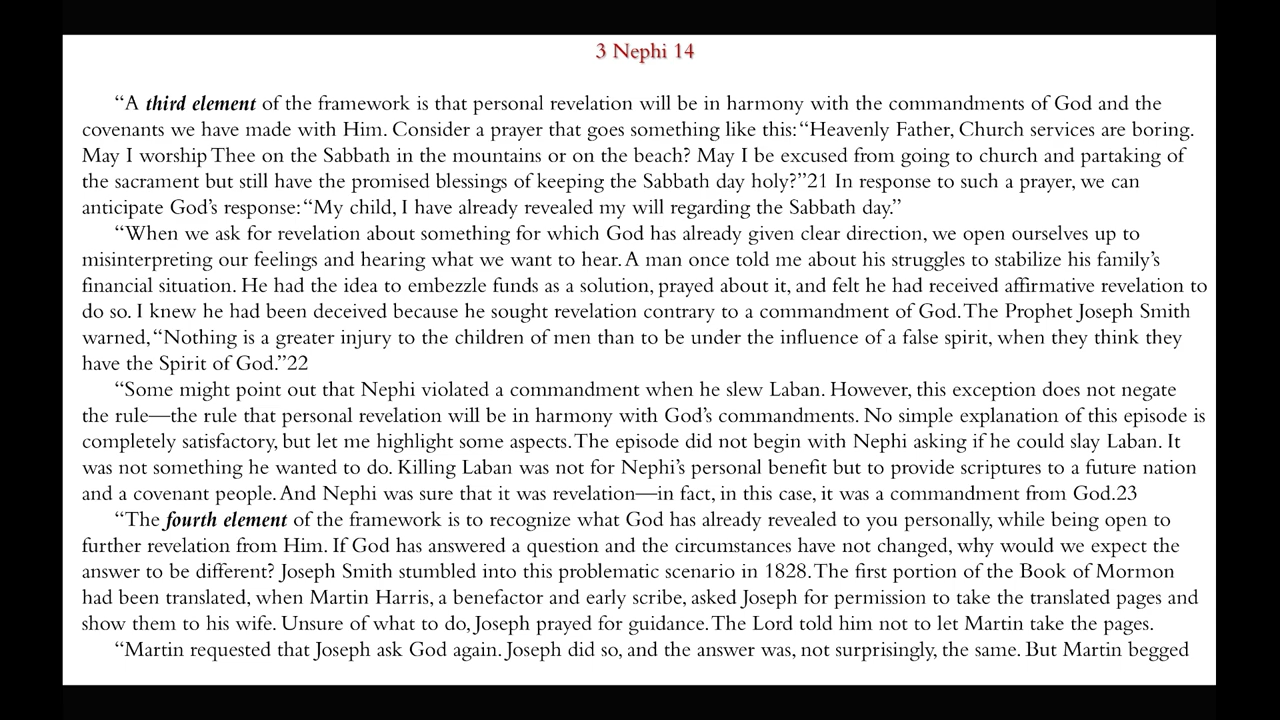 3 Nephi 14
“A third element of the framework is that personal revelation will be in harmony with the commandments of God and the
covenants we have made with Him. Consider a prayer that goes something like this: “Heavenly Father, Church services are boring.
May I worship Thee on the Sabbath in the mountains or on the beach? May I be excused from going to church and partaking of
the sacrament but still have the promised blessings of keeping the Sabbath day holy?”21 In response to such a prayer, we can
anticipate God’s response: “My child, I have already revealed my will regarding the Sabbath day.”
“When we ask for revelation about something for which God has already given clear direction, we open ourselves up to
misinterpreting our feelings and hearing what we want to hear. A man once told me about his struggles to stabilize his family’s
financial situation. He had the idea to embezzle funds as a solution, prayed about it, and felt he had received affirmative revelation to
do so. I knew he had been deceived because he sought revelation contrary to a commandment of God. The Prophet Joseph Smith
warned, “Nothing is a greater injury to the children of men than to be under the influence of a false spirit, when they think they
have the Spirit of God.”22
“Some might point out that Nephi violated a commandment when he slew Laban. However, this exception does not negate
the rule—the rule that personal revelation will be in harmony with God’s commandments. No simple explanation of this episode is
completely satisfactory, but let me highlight some aspects. The episode did not begin with Nephi asking if he could slay Laban. It
was not something he wanted to do. Killing Laban was not for Nephi’s personal benefit but to provide scriptures to a future nation
and a covenant people. And Nephi was sure that it was revelation—in fact, in this case, it was a commandment from God.23
“The fourth element of the framework is to recognize what God has already revealed to you personally, while being open to
further revelation from Him. If God has answered a question and the circumstances have not changed, why would we expect the
answer to be different? Joseph Smith stumbled into this problematic scenario in 1828. The first portion of the Book of Mormon
had been translated, when Martin Harris, a benefactor and early scribe, asked Joseph for permission to take the translated pages and
show them to his wife. Unsure of what to do, Joseph prayed for guidance. The Lord told him not to let Martin take the pages.
“Martin requested that Joseph ask God again. Joseph did so, and the answer was, not surprisingly, the same. But Martin begged